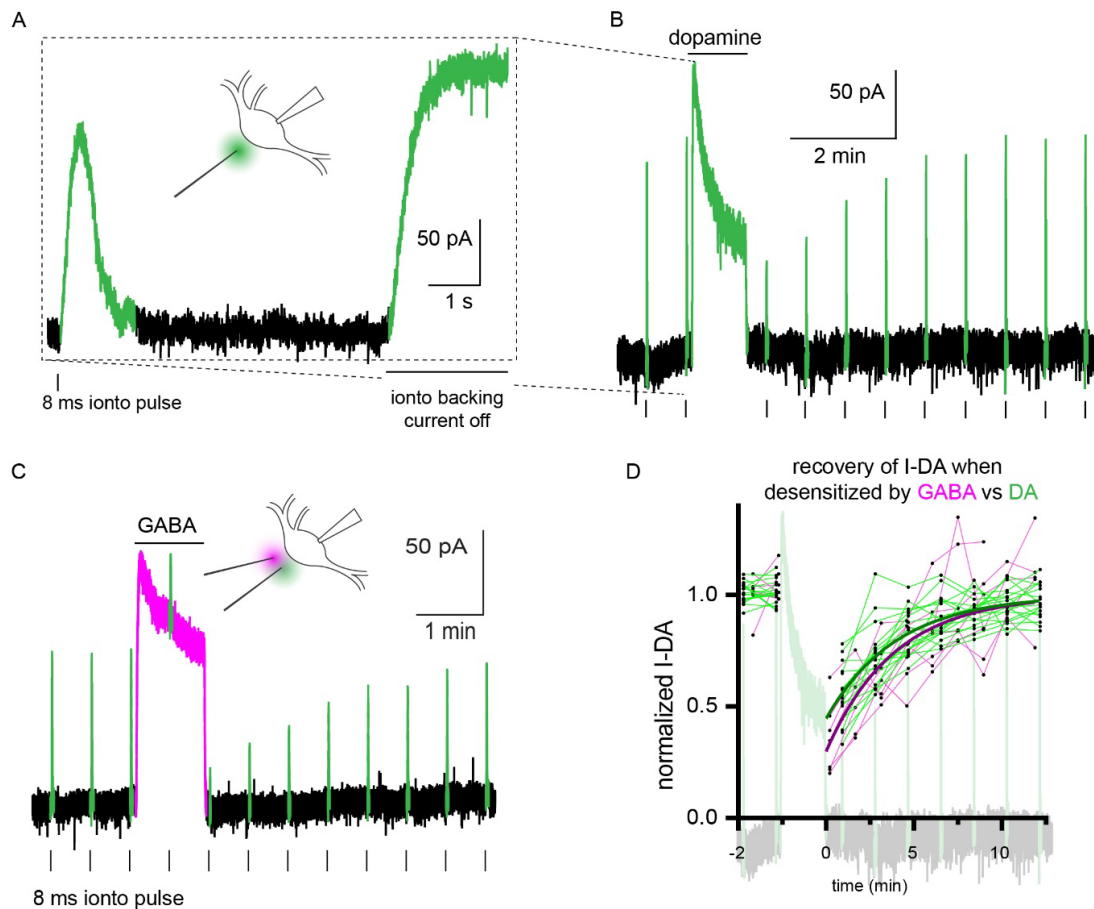 A
50 pA
1 s
8 ms ionto pulse
ionto backing
current off
B
dopamine
50 pA
2 min
C
GABA
50 pA
1 min
8 ms ionto pulse
D
recovery of I-DA when
desensitized by GABA vs DA
normalized I-DA
1.0
0.5
0.0
-2 0 5 10
time (min)